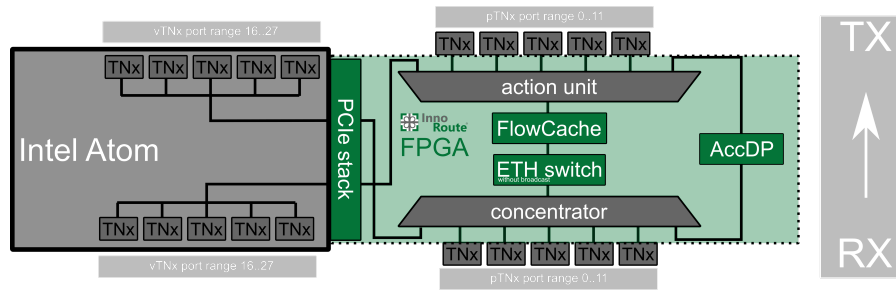 vTNx port range 16..27
pTNx port range 0..11
TX
TNx TNx TNx TNx TNx
TNx TNx TNx TNx TNx
action unit
Inno
Route
FPGA
FlowCache
Intel Atom
PCIe stack
AccDP
ETH switch
without broadcast
concentrator
TNx TNx TNx TNx TNx
TNx TNx TNx TNx TNx
RX
vTNx port range 16..27
pTNx port range 0..11